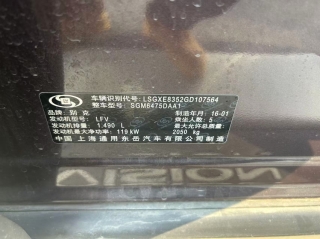 车辆识别代号: LSGXE8352GD107564
整车型号: SGM6475DAA1
品牌: 别克 制造年月: 16-01
发动机型号: LFV 乘坐人数: 5
发动机排量: 1.490 L 最大允许总质量:
发动机最大净功率: 119 kW 2050 kg
中国上海通用东岳汽车有限公司制造
VISION